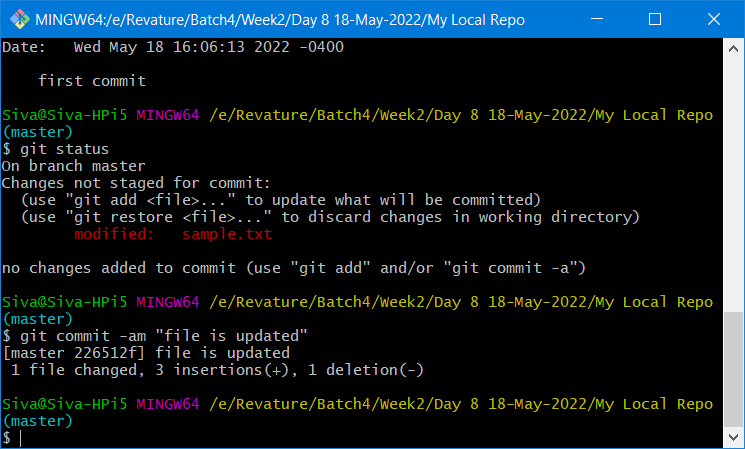 MINGW64:/e/Revature/Batch4/Week2/Day 8 18-May-2022/My Local Repo
Date:   Wed May 18 16:06:13 2022 -0400
    first commit
Siva@Siva-HPi5 MINGW64 /e/Revature/Batch4/Week2/Day 8 18-May-2022/My Local Repo
(master)
$ git status
On branch master
Changes not staged for commit:
  (use "git add <file>..." to update what will be committed)
  (use "git restore <file>..." to discard changes in working directory)
        modified:   sample.txt
no changes added to commit (use "git add" and/or "git commit -a")
Siva@Siva-HPi5 MINGW64 /e/Revature/Batch4/Week2/Day 8 18-May-2022/My Local Repo
(master)
$ git commit -am "file is updated"
[master 226512f] file is updated
 1 file changed, 3 insertions(+), 1 deletion(-)
Siva@Siva-HPi5 MINGW64 /e/Revature/Batch4/Week2/Day 8 18-May-2022/My Local Repo
(master)
$